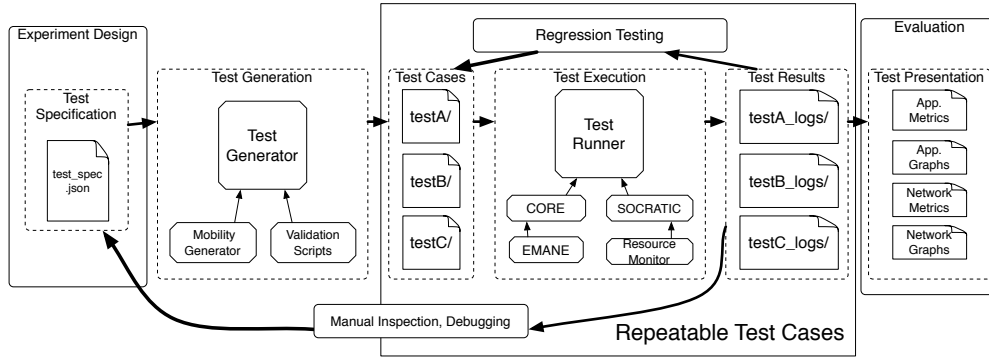 Experiment Design
Regression Testing
Evaluation
Test Generation
Test Cases
Test Execution
Test Results
Test Presentation
Test
Specification
test_spec
.json
Test
Generator
Mobility
Generator
Validation
Scripts
testA/
testB/
testC/
Test
Runner
CORE
SOCRATIC
EMANE
Resource
Monitor
testA_logs/
testB_logs/
testC_logs/
App.
Metrics
App.
Graphs
Network
Metrics
Network
Graphs
Manual Inspection, Debugging
Repeatable Test Cases